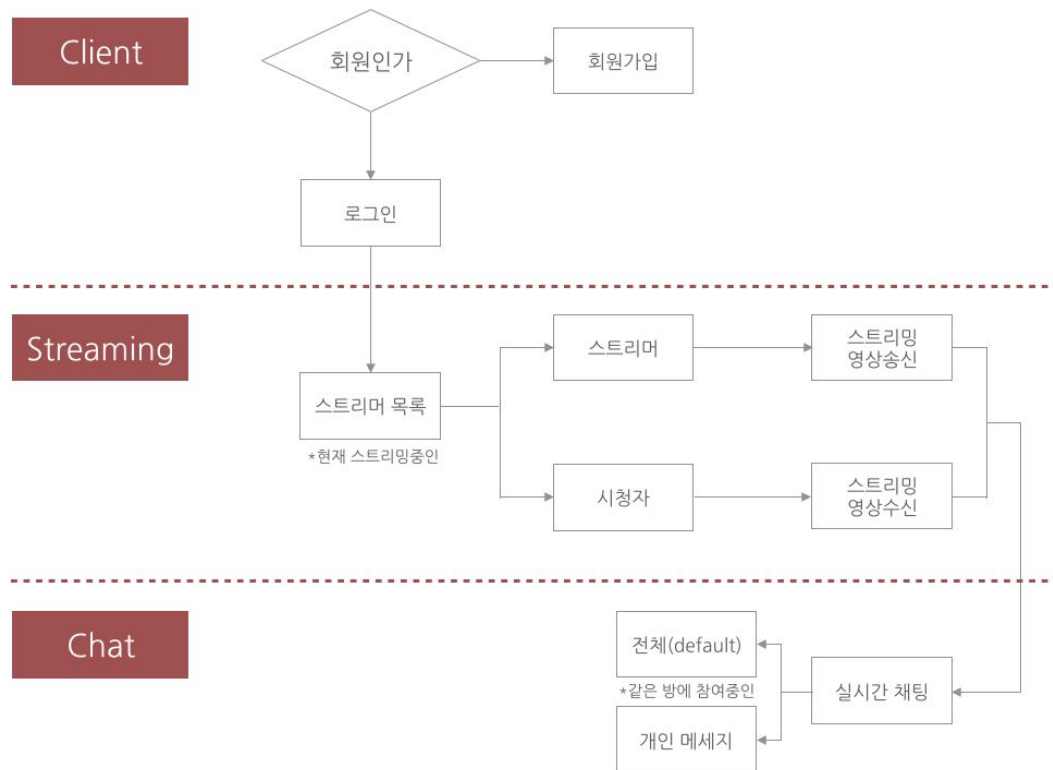 Client
회원인가
회원가입
로그인
Streaming
스트리머
스트리밍
영상송신
스트리머 목록
*현재 스트리밍중인
시청자
스트리밍
영상수신
Chat
전체(default)
*같은 방에 참여중인
실시간 채팅
개인 메세지